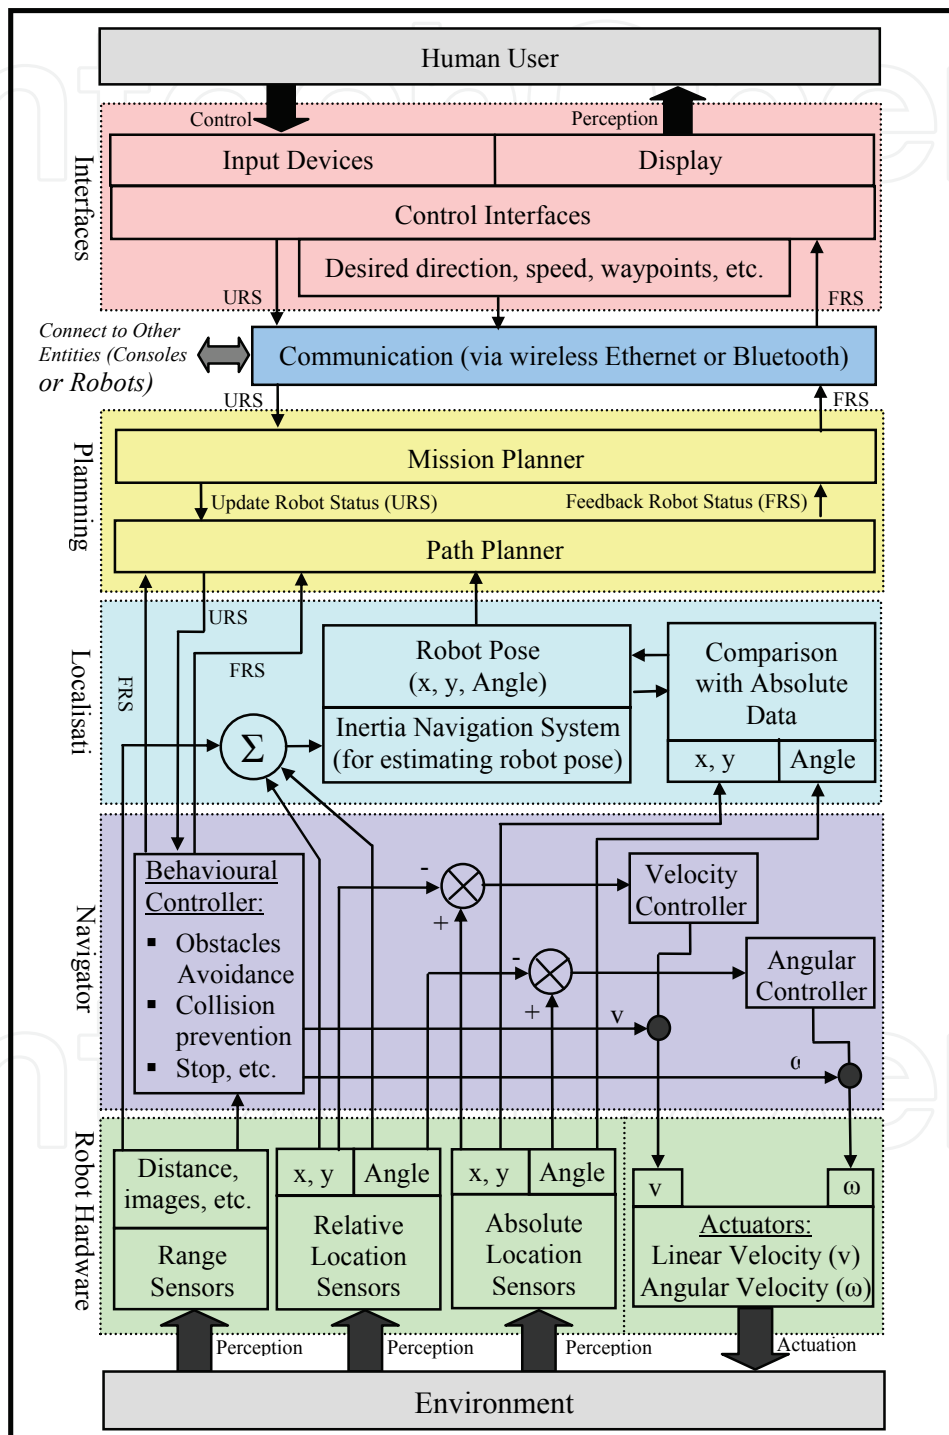 Human User
Control
Perception
Interfaces
Input Devices
Display
Control Interfaces
Desired direction, speed, waypoints, etc.
URS
FRS
Connect to Other
Entities (Consoles
or Robots)
Communication (via wireless Ethernet or Bluetooth)
URS
FRS
Plannning
Mission Planner
Update Robot Status (URS)
Feedback Robot Status (FRS)
Path Planner
URS
FRS
FRS
Localisati
Robot Pose
(x, y, Angle)
Inertia Navigation System
(for estimating robot pose)
Comparison
with Absolute
Data
x, y
Angle
Σ
Navigator
Behavioural
Controller:
▪ Obstacles
Avoidance
▪ Collision
prevention
▪ Stop, etc.
-
+
Velocity
Controller
-
+
Angular
Controller
v
Robot Hardware
Distance,
images, etc.
Range
Sensors
x, y
Angle
Relative
Location
Sensors
x, y
Angle
Absolute
Location
Sensors
v
ω
Actuators:
Linear Velocity (v)
Angular Velocity (ω)
Perception
Perception
Perception
Actuation
Environment